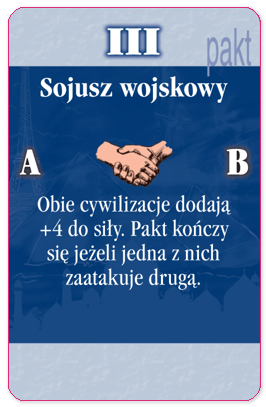 III
pakt
Sojusz wojskowy
A B
Obie cywilizacje dodają
+4 do siły. Pakt kończy
się jeżeli jedna z nich
zaatakuje drugą.